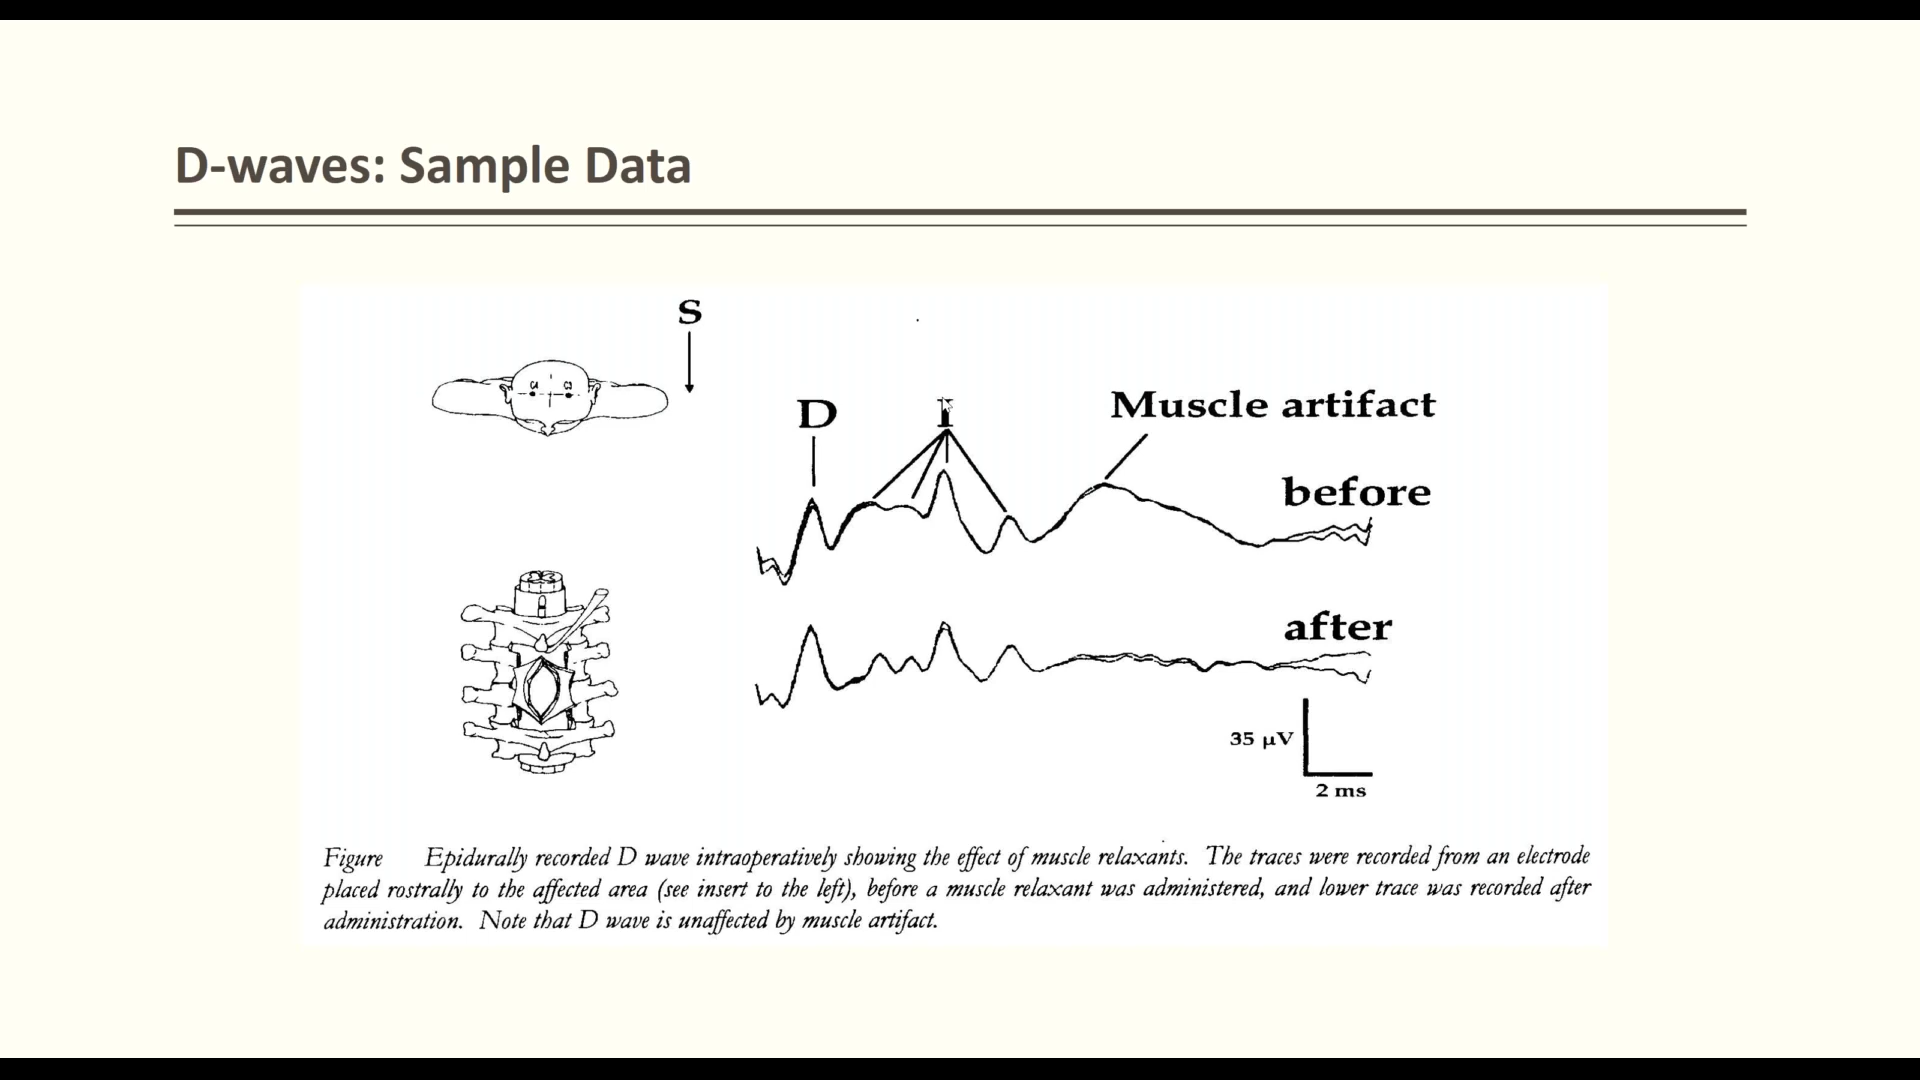 D-waves: Sample Data
S
C4 C3
D
I
Muscle artifact
before
after
35 µV
2 ms
Figure Epidurally recorded D wave intraoperatively showing the effect of muscle relaxants. The traces were recorded from an electrode
placed rostrally to the affected area (see insert to the left), before a muscle relaxant was administered, and lower trace was recorded after
administration. Note that D wave is unaffected by muscle artifact.